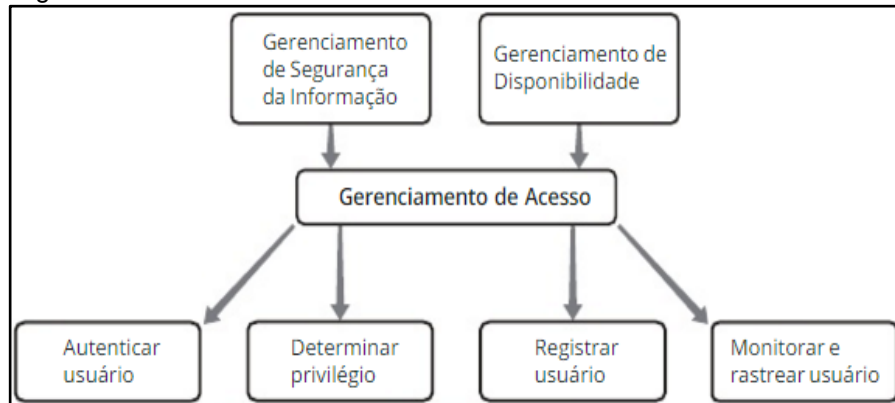 Gerenciamento
de Segurança
da Informação
Gerenciamento de
Disponibilidade
Gerenciamento de Acesso
Autenticar
usuário
Determinar
privilégio
Registrar
usuário
Monitorar e
rastrear usuário